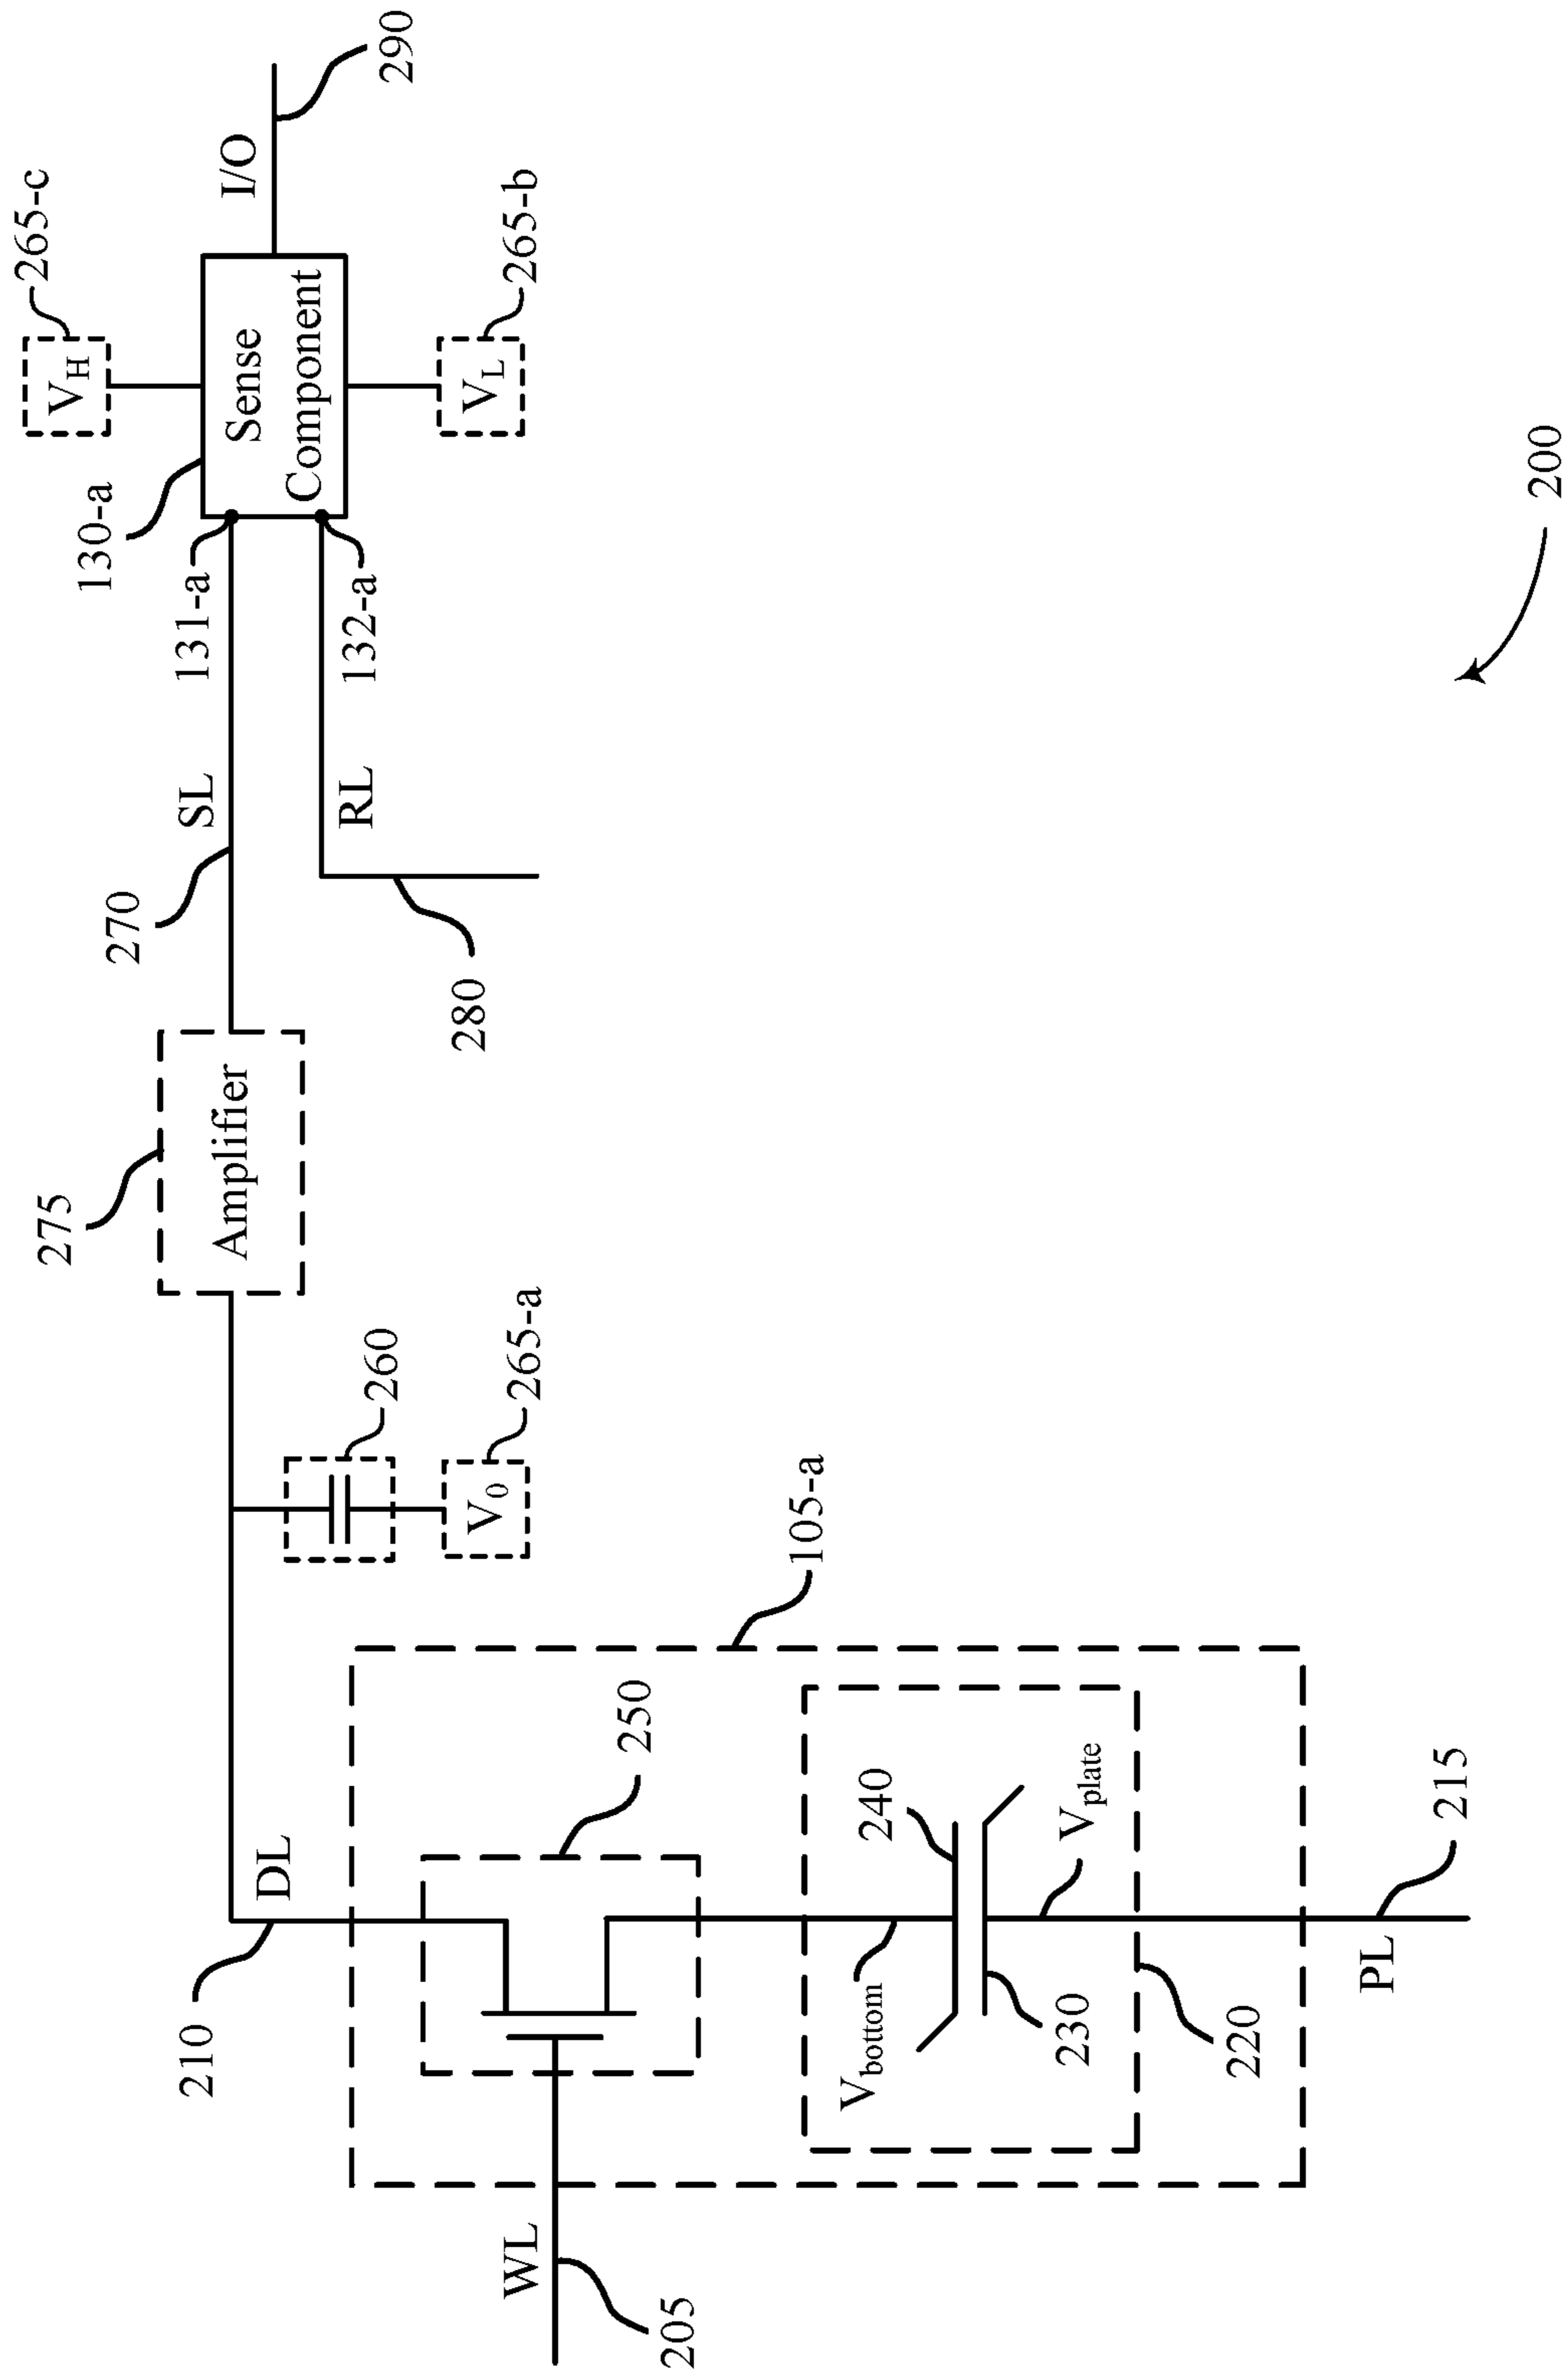 265-c
V_H
130-a
I/O
290
Sense
Component
131-a
132-a
V_L
265-b
270
SL
RL
280
275
Amplifier
260
V_0
265-a
210
DL
105-a
250
WL
205
V_bottom
240
230
V_plate
220
PL
215
200